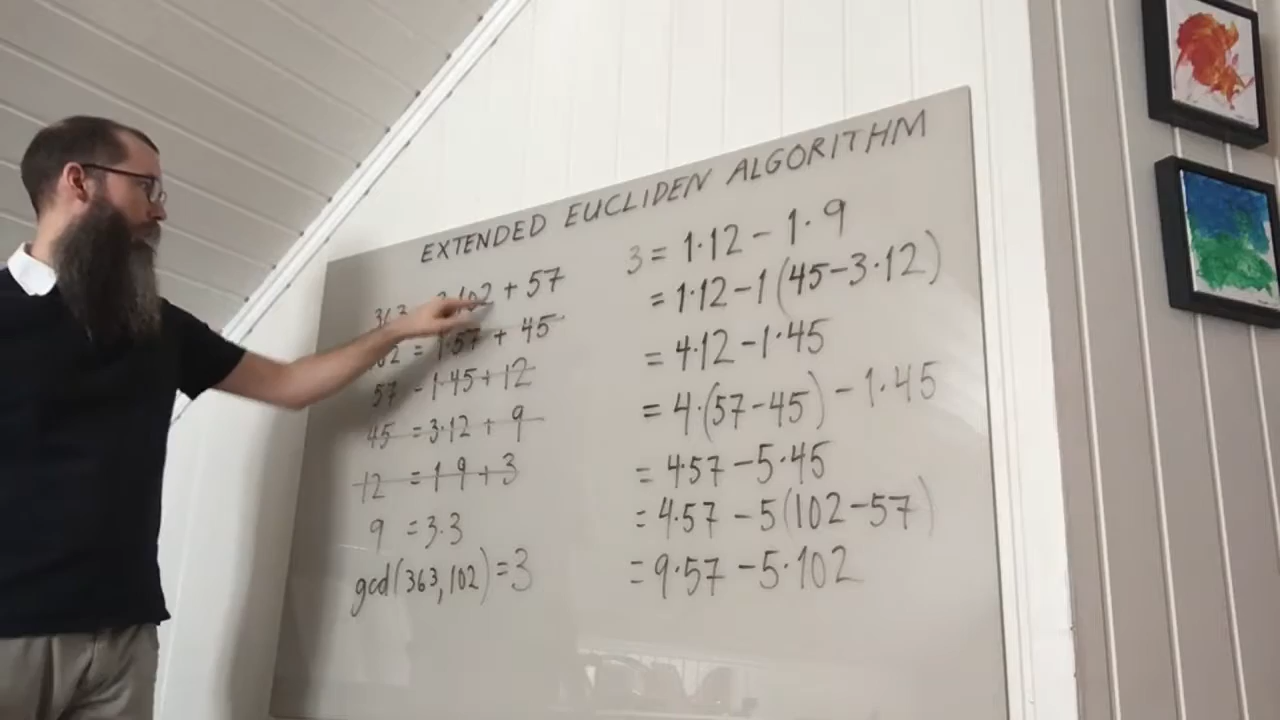 EXTENDED EUCLIDEN ALGORITHM
363 102 + 57
= 1·57 + 45
57 - 1·45 + 12
45 = 3·12 + 9
12 = 1 9 + 3
9 = 3·3
gcd(363,102) = 3
3 = 1·12 - 1·9
= 1·12 - 1(45 - 3·12)
= 4·12 - 1·45
= 4·(57 - 45) - 1·45
= 4·57 - 5·45
= 4·57 - 5(102 - 57)
= 9·57 - 5·102